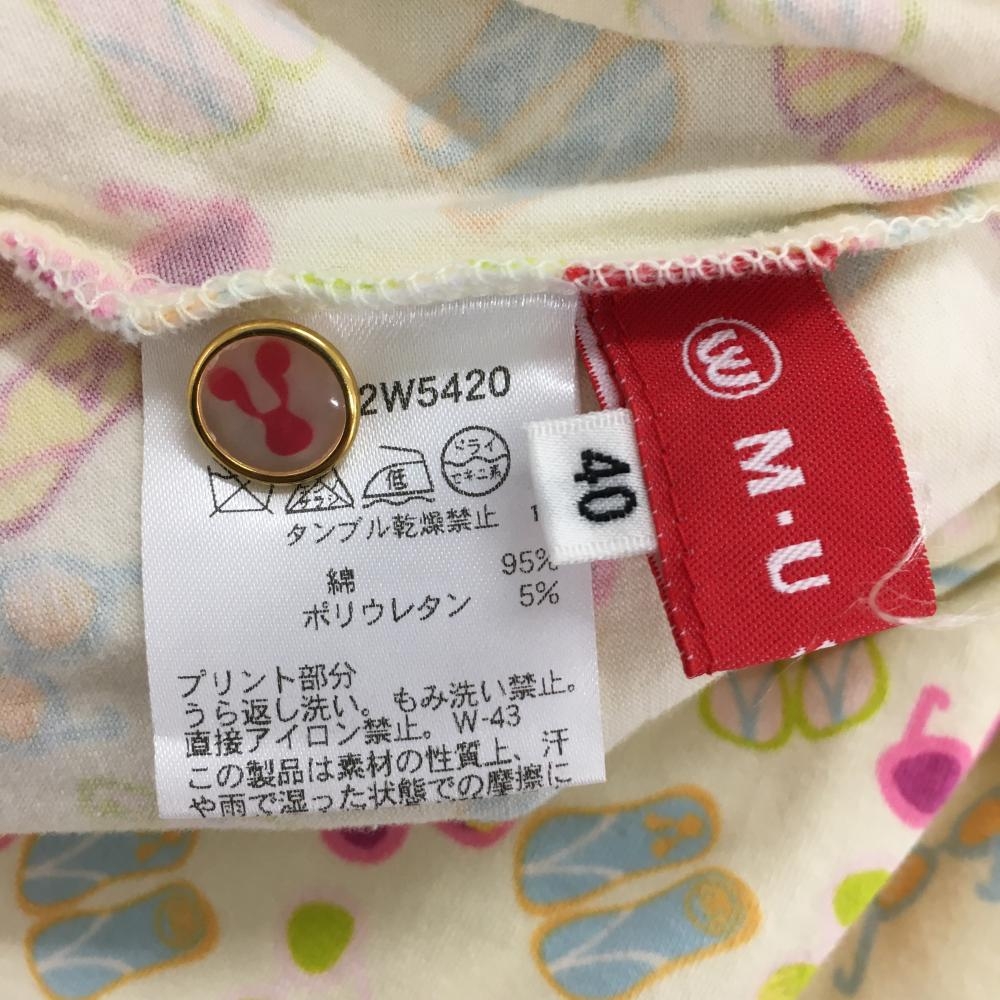 2W5420
低
ドライ
タンブル乾燥禁止
綿 95%
ポリウレタン 5%
プリント部分
うら返し洗い。もみ洗い禁止。
直接アイロン禁止。W-43
この製品は素材の性質上、汗
や雨で湿った状態での摩擦に
40
W
M・U